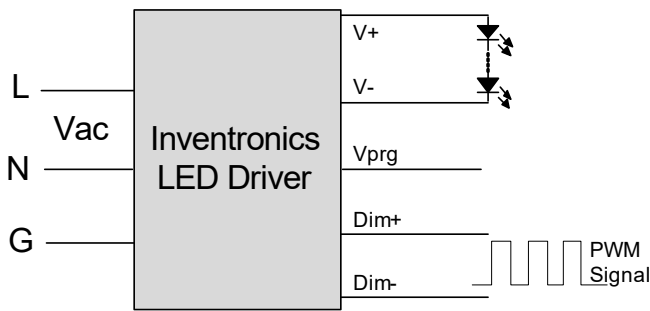 V+
V-
L
Vac
N
G
Inventronics
LED Driver
Vprg
Dim+
Dim-
PWM
Signal